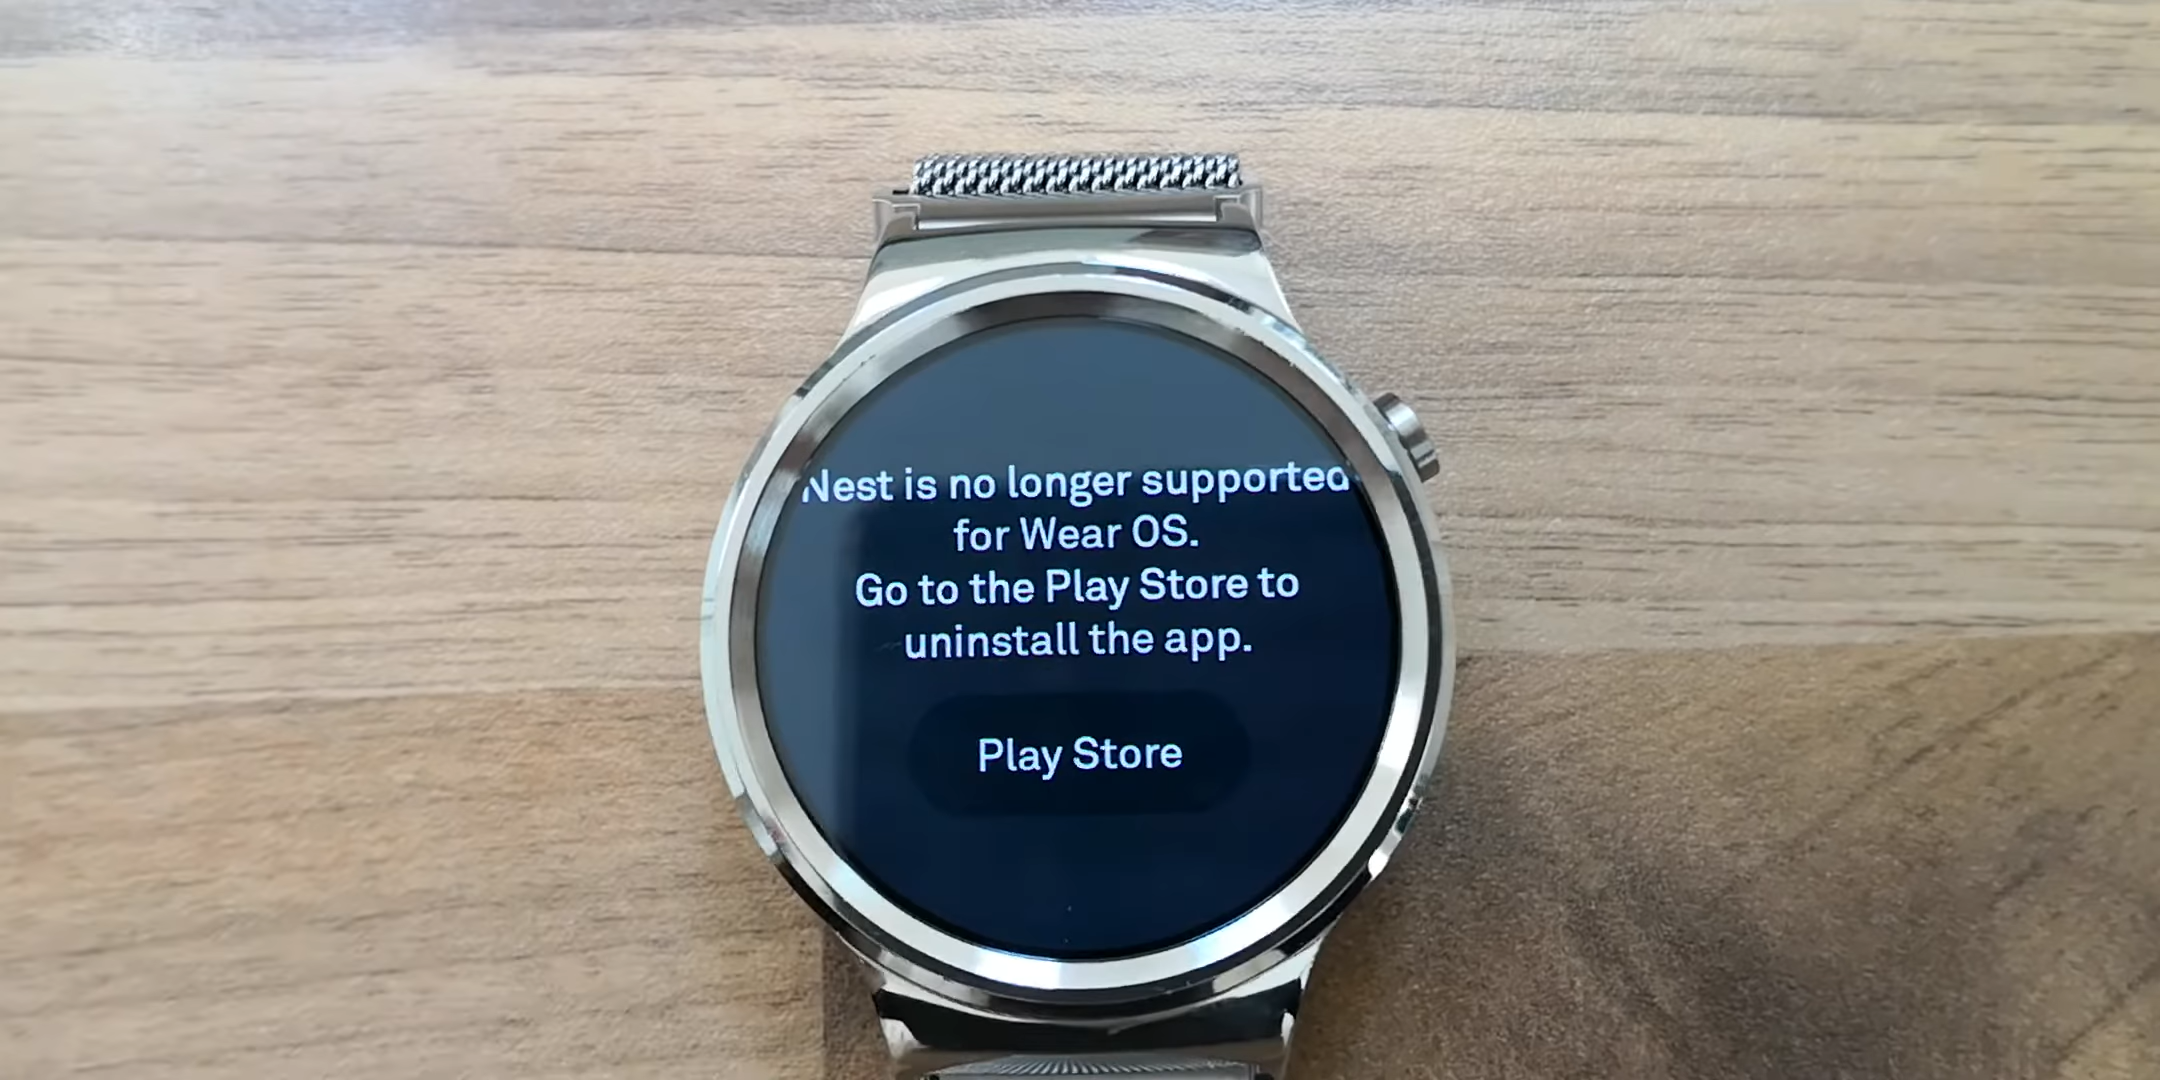 Nest is no longer supported
for Wear OS.
Go to the Play Store to
uninstall the app.
Play Store